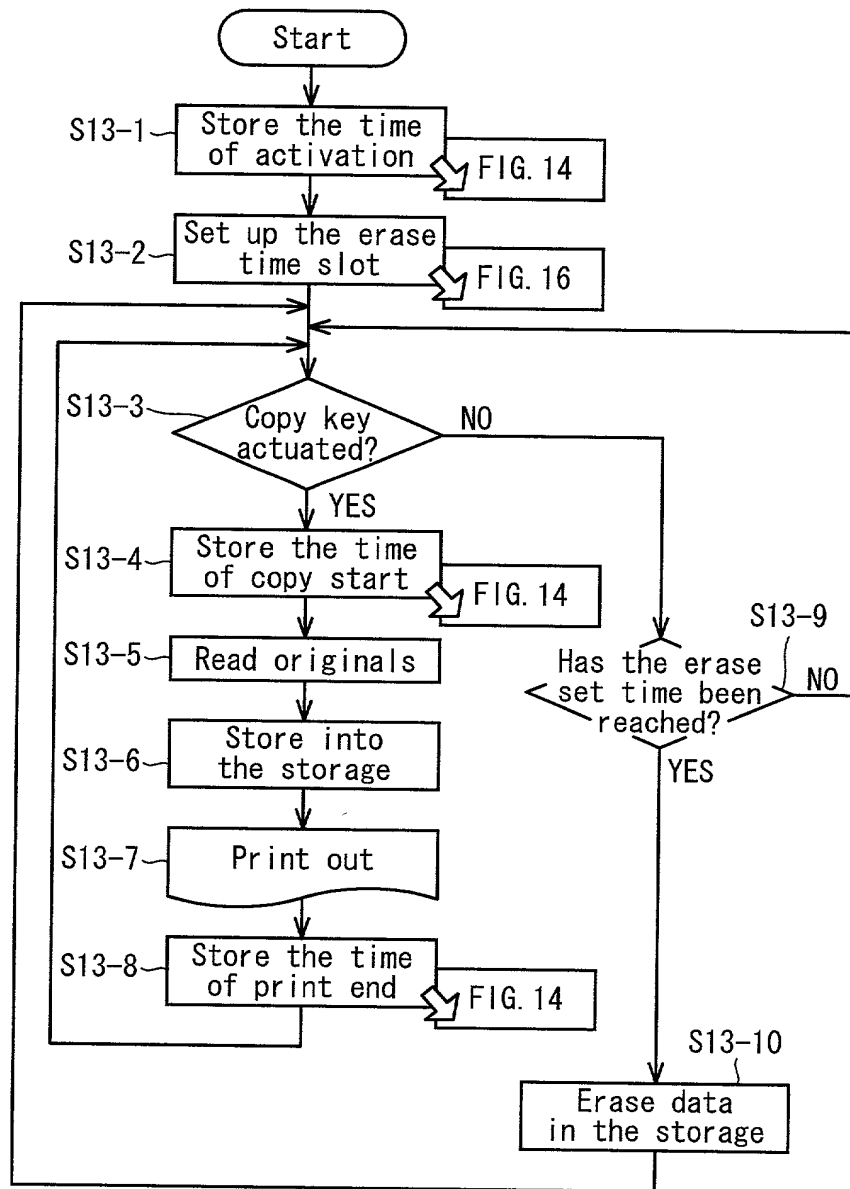 Start
S13-1
Store the time
of activation
FIG. 14
S13-2
Set up the erase
time slot
FIG. 16
S13-3
Copy key
actuated?
NO
YES
S13-4
Store the time
of copy start
FIG. 14
S13-5
Read originals
S13-9
Has the erase
set time been
reached?
NO
YES
S13-6
Store into
the storage
S13-7
Print out
S13-8
Store the time
of print end
FIG. 14
S13-10
Erase data
in the storage